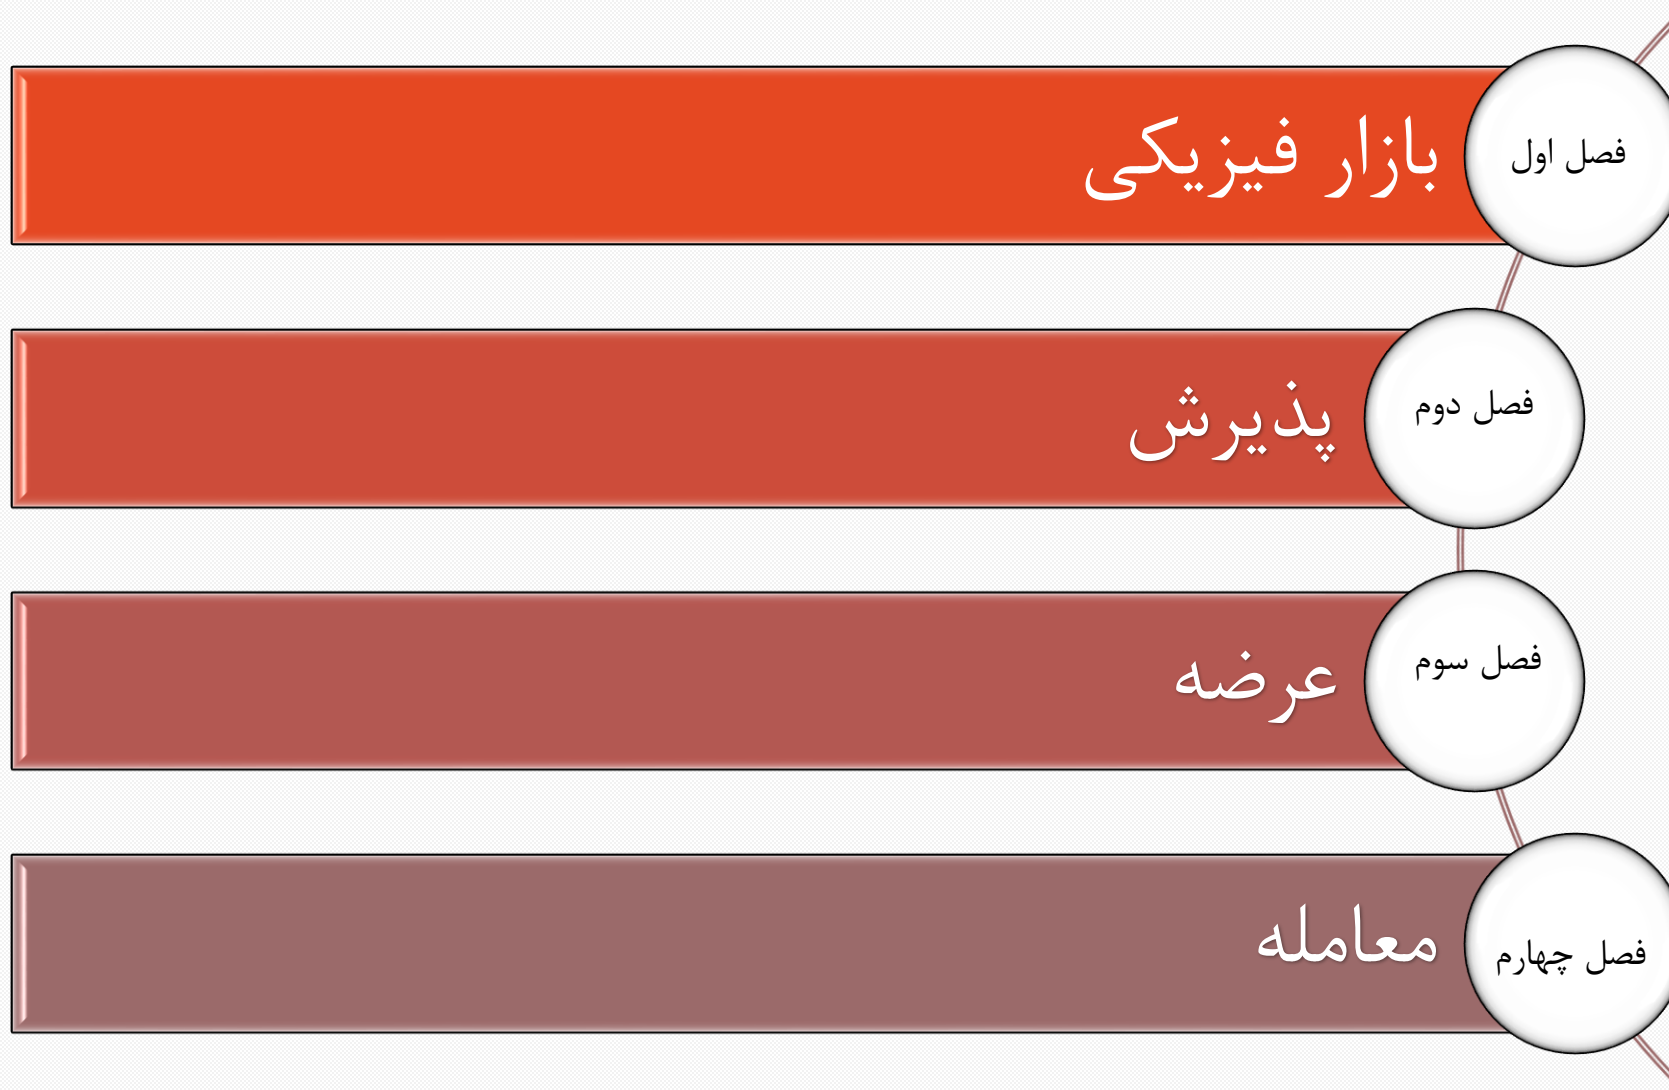 فصل اول
بازار فیزیکی
فصل دوم
پذیرش
فصل سوم
عرضه
فصل چهارم
معامله